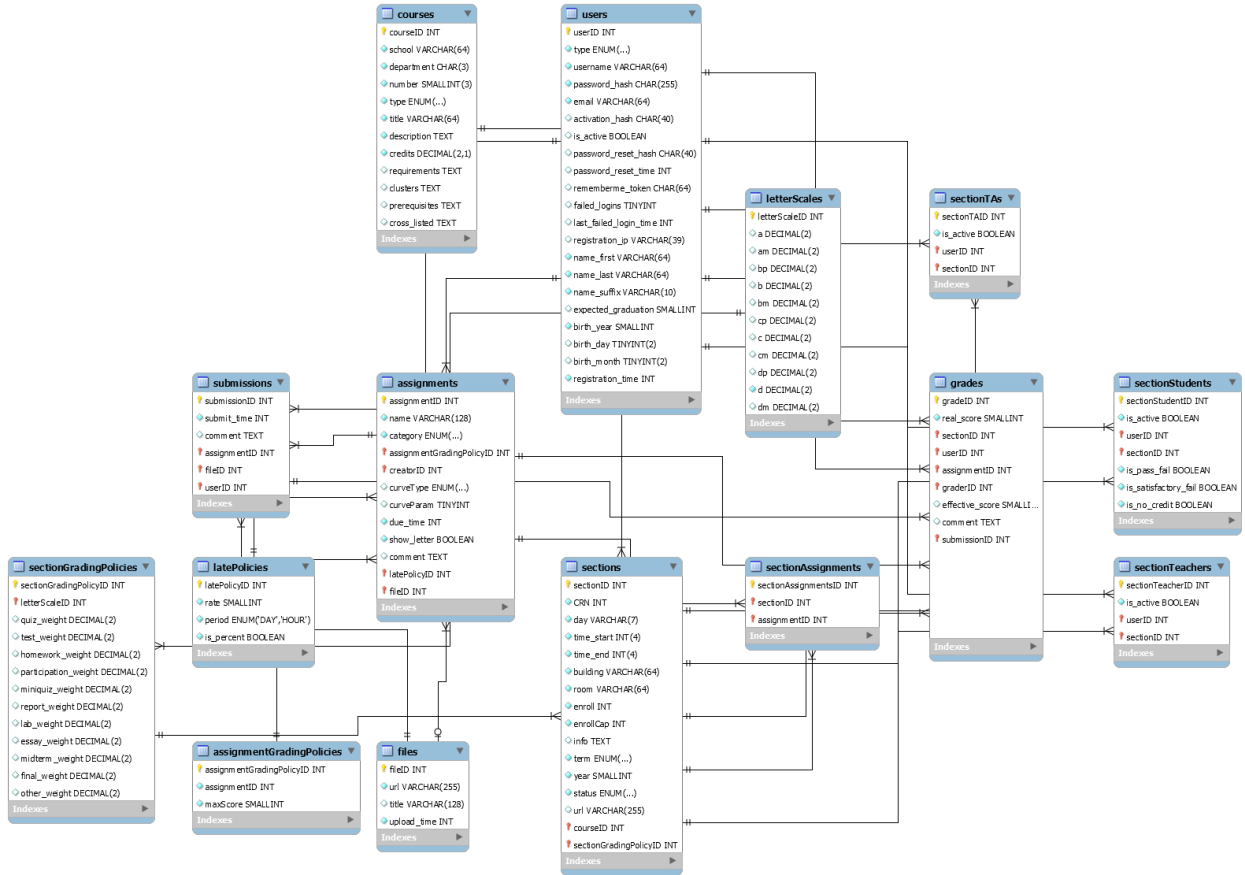 courses
courseID INT
school VARCHAR(64)
department CHAR(3)
number SMALLINT(3)
type ENUM(...)
title VARCHAR(64)
description TEXT
credits DECIMAL(2,1)
requirements TEXT
clusters TEXT
prerequisites TEXT
cross_listed TEXT
Indexes
users
userID INT
type ENUM(...)
username VARCHAR(64)
password_hash CHAR(255)
email VARCHAR(64)
activation_hash CHAR(40)
is_active BOOLEAN
password_reset_hash CHAR(40)
password_reset_time INT
rememberme_token CHAR(64)
failed_logins TINYINT
last_failed_login_time INT
registration_ip VARCHAR(39)
name_first VARCHAR(64)
name_last VARCHAR(64)
name_suffix VARCHAR(10)
expected_graduation SMALLINT
birth_year SMALLINT
birth_day TINYINT(2)
birth_month TINYINT(2)
registration_time INT
Indexes
letterScales
letterScaleID INT
a DECIMAL(2)
am DECIMAL(2)
bp DECIMAL(2)
b DECIMAL(2)
bm DECIMAL(2)
cp DECIMAL(2)
c DECIMAL(2)
cm DECIMAL(2)
dp DECIMAL(2)
d DECIMAL(2)
dm DECIMAL(2)
Indexes
sectionTAs
sectionTAID INT
is_active BOOLEAN
userID INT
sectionID INT
Indexes
submissions
submissionID INT
submit_time INT
comment TEXT
assignmentID INT
fileID INT
userID INT
Indexes
assignments
assignmentID INT
name VARCHAR(128)
category ENUM(...)
assignmentGradingPolicyID INT
creatorID INT
curveType ENUM(...)
curveParam TINYINT
due_time INT
show_letter BOOLEAN
comment TEXT
latePolicyID INT
fileID INT
Indexes
grades
gradeID INT
real_score SMALLINT
sectionID INT
userID INT
assignmentID INT
graderID INT
effective_score SMALLI...
comment TEXT
submissionID INT
Indexes
sectionStudents
sectionStudentID INT
is_active BOOLEAN
userID INT
sectionID INT
is_pass_fail BOOLEAN
is_satisfactory_fail BOOLEAN
is_no_credit BOOLEAN
Indexes
sectionGradingPolicies
sectionGradingPolicyID INT
letterScaleID INT
quiz_weight DECIMAL(2)
test_weight DECIMAL(2)
homework_weight DECIMAL(2)
participation_weight DECIMAL(2)
miniquiz_weight DECIMAL(2)
report_weight DECIMAL(2)
lab_weight DECIMAL(2)
essay_weight DECIMAL(2)
midterm_weight DECIMAL(2)
final_weight DECIMAL(2)
other_weight DECIMAL(2)
Indexes
latePolicies
latePolicyID INT
rate SMALLINT
period ENUM('DAY','HOUR')
is_percent BOOLEAN
Indexes
sections
sectionID INT
CRN INT
day VARCHAR(7)
time_start INT(4)
time_end INT(4)
building VARCHAR(64)
room VARCHAR(64)
enroll INT
enrollCap INT
info TEXT
term ENUM(...)
year SMALLINT
status ENUM(...)
url VARCHAR(255)
courseID INT
sectionGradingPolicyID INT
Indexes
sectionAssignments
sectionAssignmentsID INT
sectionID INT
assignmentID INT
Indexes
sectionTeachers
sectionTeacherID INT
is_active BOOLEAN
userID INT
sectionID INT
Indexes
assignmentGradingPolicies
assignmentGradingPolicyID INT
assignmentID INT
maxScore SMALLINT
Indexes
files
fileID INT
url VARCHAR(255)
title VARCHAR(128)
upload_time INT
Indexes